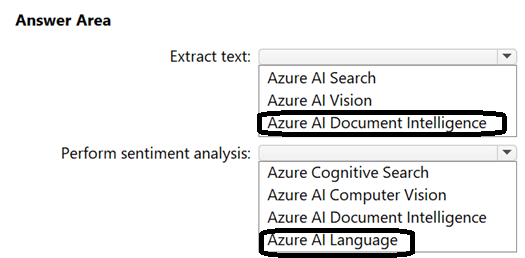 Answer Area
Extract text:
Azure AI Search
Azure AI Vision
Azure AI Document Intelligence
Perform sentiment analysis:
Azure Cognitive Search
Azure AI Computer Vision
Azure AI Document Intelligence
Azure AI Language